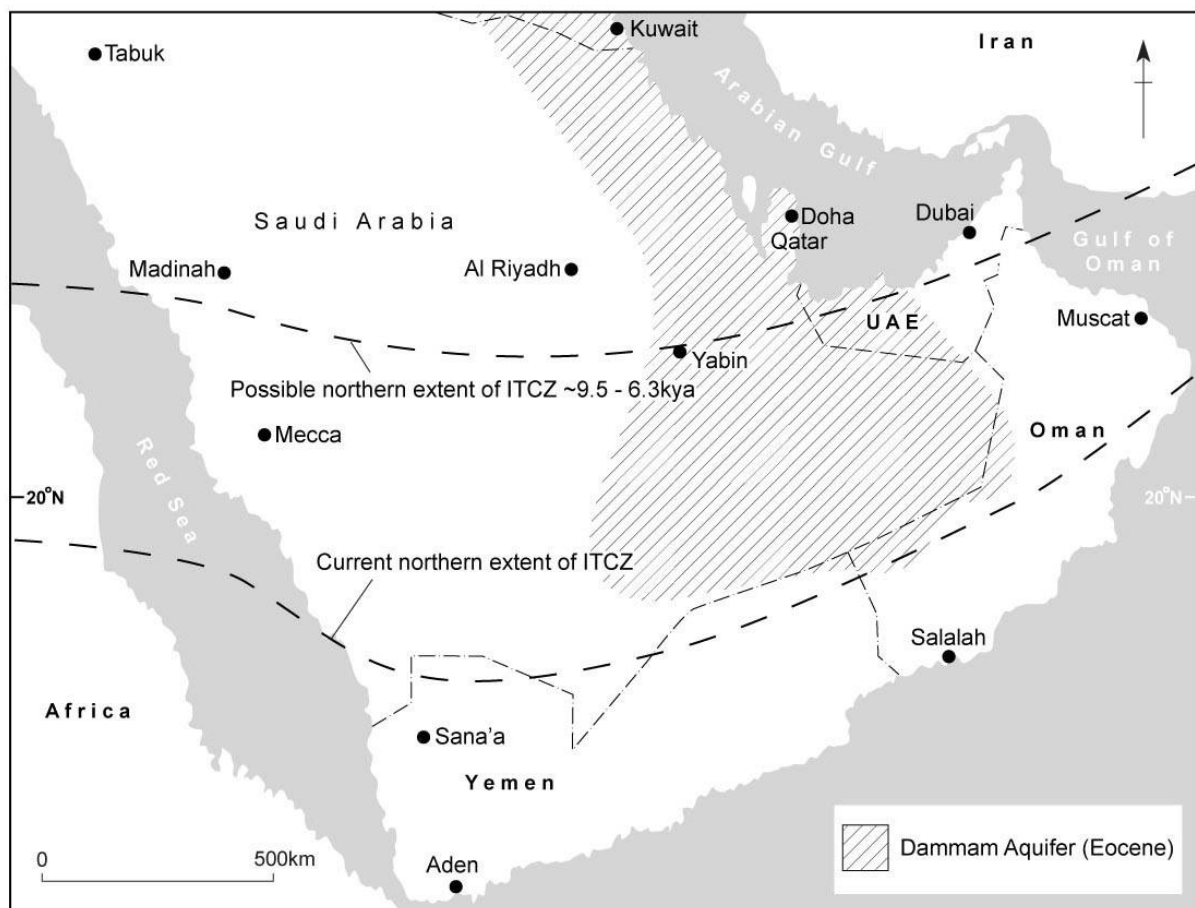 Kuwait
Iran
Tabuk
Arabian Gulf
Saudi Arabia
Doha
Qatar
Dubai
Gulf of
Oman
Madinah
Al Riyadh
UAE
Muscat
Yabin
Possible northern extent of ITCZ ~9.5 - 6.3kya
Mecca
Oman
Red Sea
20°N
20°N
Current northern extent of ITCZ
Salalah
Africa
Sana'a
Yemen
Dammam Aquifer (Eocene)
0
500km
Aden